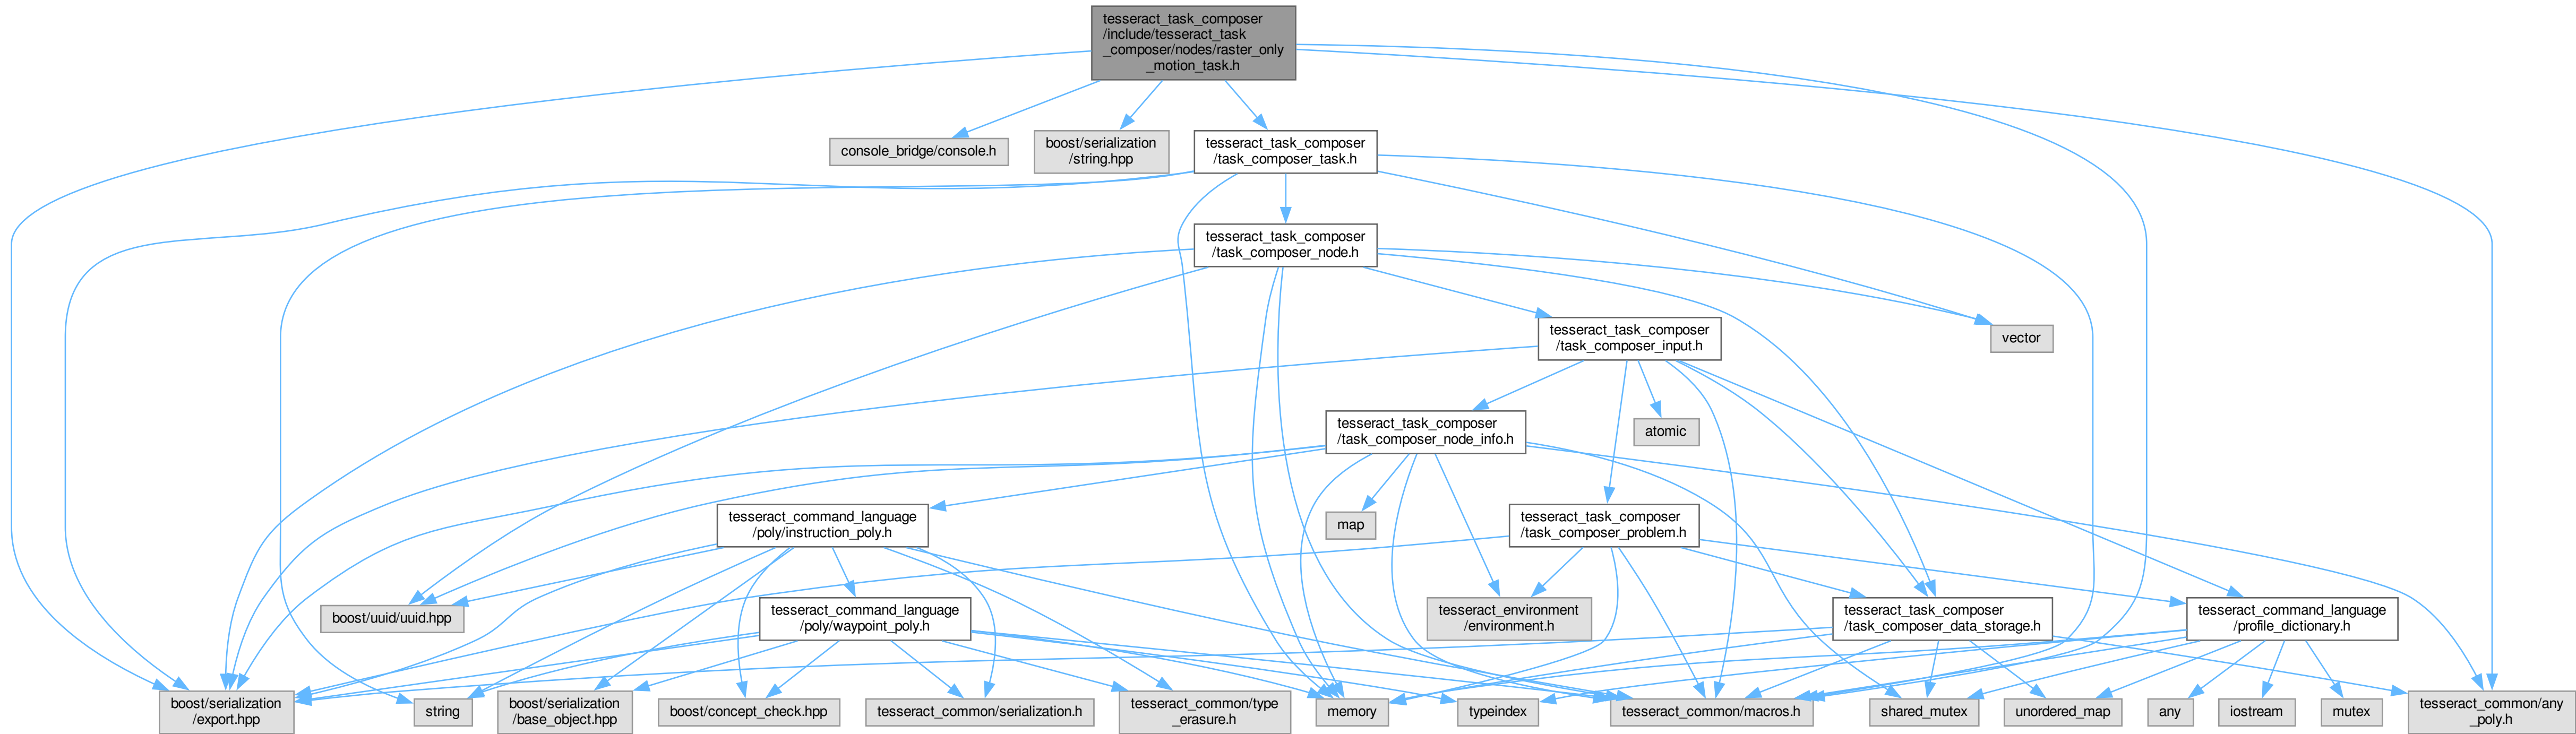 tesseract_task_composer
/include/tesseract_task
_composer/nodes/raster_only
_motion_task.h
console_bridge/console.h
boost/serialization
/string.hpp
tesseract_task_composer
/task_composer_task.h
tesseract_task_composer
/task_composer_node.h
tesseract_task_composer
/task_composer_input.h
vector
tesseract_task_composer
/task_composer_node_info.h
atomic
tesseract_command_language
/poly/instruction_poly.h
map
tesseract_task_composer
/task_composer_problem.h
boost/uuid/uuid.hpp
tesseract_command_language
/poly/waypoint_poly.h
tesseract_environment
/environment.h
tesseract_task_composer
/task_composer_data_storage.h
tesseract_command_language
/profile_dictionary.h
boost/serialization
/export.hpp
string
boost/serialization
/base_object.hpp
boost/concept_check.hpp
tesseract_common/serialization.h
tesseract_common/type
_erasure.h
memory
typeindex
tesseract_common/macros.h
shared_mutex
unordered_map
any
iostream
mutex
tesseract_common/any
_poly.h